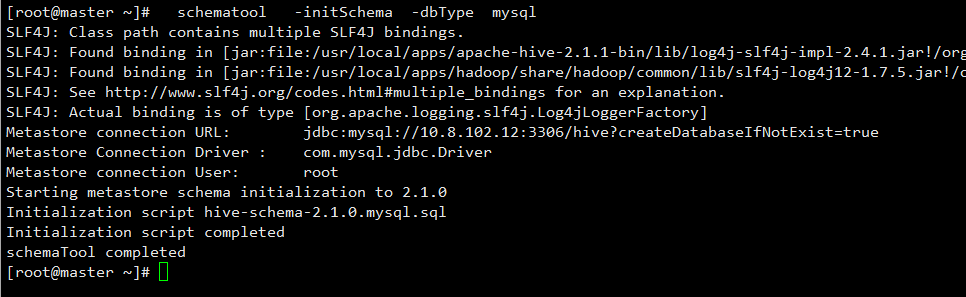 [root@master ~]#   schematool   -initSchema  -dbType  mysql
SLF4J: Class path contains multiple SLF4J bindings.
SLF4J: Found binding in [jar:file:/usr/local/apps/apache-hive-2.1.1-bin/lib/log4j-slf4j-impl-2.4.1.jar!/org
SLF4J: Found binding in [jar:file:/usr/local/apps/hadoop/share/hadoop/common/lib/slf4j-log4j12-1.7.5.jar!/o
SLF4J: See http://www.slf4j.org/codes.html#multiple_bindings for an explanation.
SLF4J: Actual binding is of type [org.apache.logging.slf4j.Log4jLoggerFactory]
Metastore connection URL:        jdbc:mysql://10.8.102.12:3306/hive?createDatabaseIfNotExist=true
Metastore Connection Driver :    com.mysql.jdbc.Driver
Metastore connection User:       root
Starting metastore schema initialization to 2.1.0
Initialization script hive-schema-2.1.0.mysql.sql
Initialization script completed
schemaTool completed
[root@master ~]#